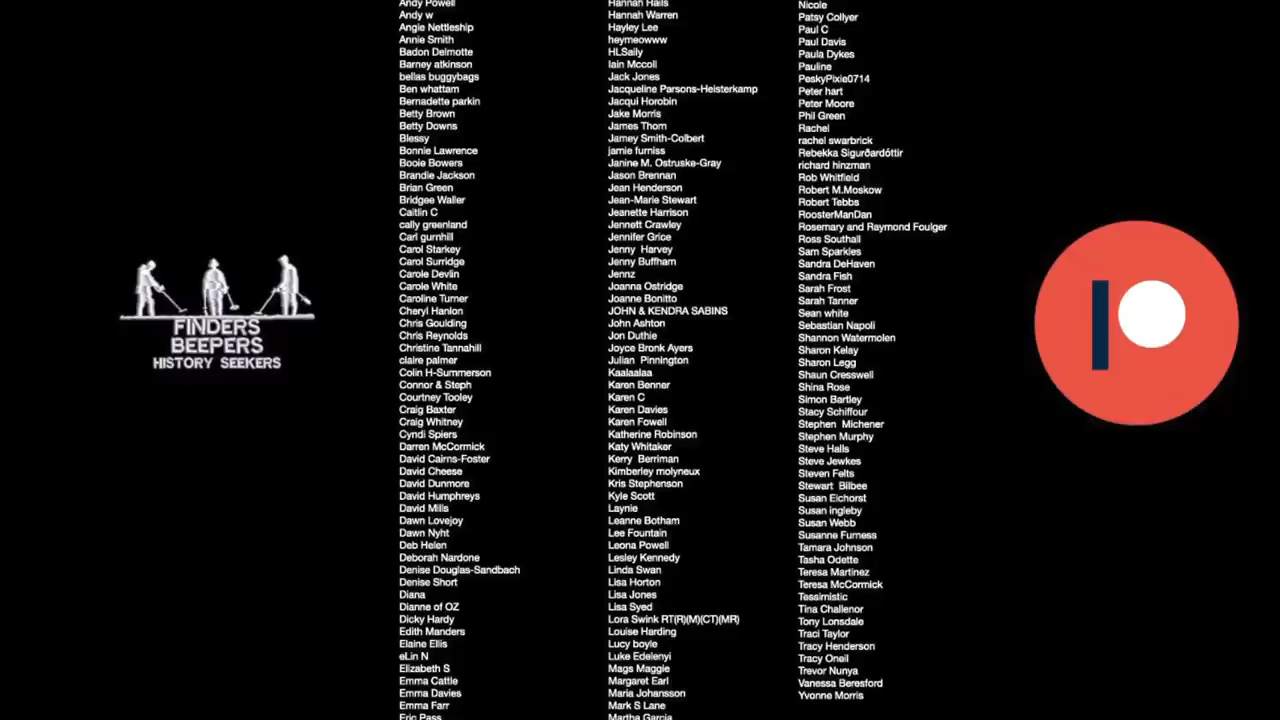 FINDERS
BEEPERS
HISTORY SEEKERS
Andy Powell
Andy w
Angie Nettleship
Annie Smith
Badon Delmotte
Barney atkinson
bellas buggybags
Ben whattam
Bernadette parkin
Betty Brown
Betty Downs
Blessy
Bonnie Lawrence
Booie Bowers
Brandie Jackson
Brian Green
Bridgee Waller
Caitlin C
cally greenland
Carl gurnhill
Carol Starkey
Carol Surridge
Carole Devlin
Carole White
Caroline Turner
Cheryl Hanlon
Chris Goulding
Chris Reynolds
Christine Tannahill
claire palmer
Colin H-Summerson
Connor & Steph
Courtney Tooley
Craig Baxter
Craig Whitney
Cyndi Spiers
Darren McCormick
David Cairns-Foster
David Cheese
David Dunmore
David Humphreys
David Mills
Dawn Lovejoy
Dawn Nyht
Deb Helen
Deborah Nardone
Denise Douglas-Sandbach
Denise Short
Diana
Dianne of OZ
Dicky Hardy
Edith Manders
Elaine Ellis
eLin N
Elizabeth S
Emma Cattle
Emma Davies
Emma Farr
Eric Pass
Hannah Hails
Hannah Warren
Hayley Lee
heymeowww
HLSaily
Iain Mccoll
Jack Jones
Jacqueline Parsons-Heisterkamp
Jacqui Horobin
Jake Morris
James Thom
Jamey Smith-Colbert
jamie furniss
Janine M. Ostruske-Gray
Jason Brennan
Jean Henderson
Jean-Marie Stewart
Jeanette Harrison
Jennett Crawley
Jennifer Grice
Jenny  Harvey
Jenny Buffham
Jennz
Joanna Ostridge
Joanne Bonitto
JOHN & KENDRA SABINS
John Ashton
Jon Duthie
Joyce Bronk Ayers
Julian  Pinnington
Kaalaalaa
Karen Benner
Karen C
Karen Davies
Karen Fowell
Katherine Robinson
Katy Whitaker
Kerry  Berriman
Kimberley molyneux
Kris Stephenson
Kyle Scott
Laynie
Leanne Botham
Lee Fountain
Leona Powell
Lesley Kennedy
Linda Swan
Lisa Horton
Lisa Jones
Lisa Syed
Lora Swink RT(R)(M)(CT)(MR)
Louise Harding
Lucy boyle
Luke Edelenyi
Mags Maggie
Margaret Earl
Maria Johansson
Mark S Lane
Martha Garcia
Nicole
Patsy Collyer
Paul C
Paul Davis
Paula Dykes
Pauline
PeskyPixie0714
Peter hart
Peter Moore
Phil Green
Rachel
rachel swarbrick
Rebekka Sigurðardóttir
richard hinzman
Rob Whitfield
Robert M.Moskow
Robert Tebbs
RoosterManDan
Rosemary and Raymond Foulger
Ross Southall
Sam Sparkles
Sandra DeHaven
Sandra Fish
Sarah Frost
Sarah Tanner
Sean white
Sebastian Napoli
Shannon Watermolen
Sharon Kelay
Sharon Legg
Shaun Cresswell
Shina Rose
Simon Bartley
Stacy Schiffour
Stephen  Michener
Stephen Murphy
Steve Halls
Steve Jewkes
Steven Felts
Stewart  Bilbee
Susan Eichorst
Susan ingleby
Susan Webb
Susanne Furness
Tamara Johnson
Tasha Odette
Teresa Martinez
Teresa McCormick
Tessimistic
Tina Challenor
Tony Lonsdale
Traci Taylor
Tracy Henderson
Tracy Oneil
Trevor Nunya
Vanessa Beresford
Yvonne Morris